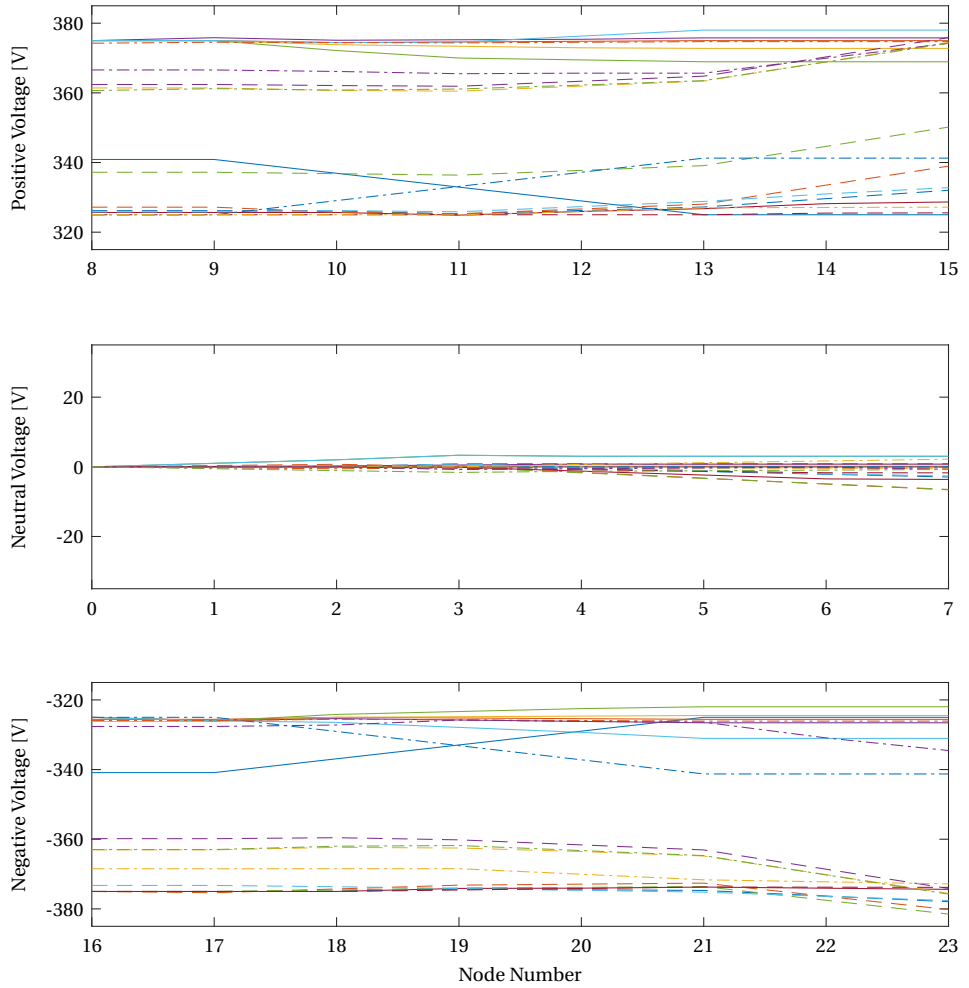 Positive Voltage [V]
380
360
340
320
8 9 10 11 12 13 14 15
Neutral Voltage [V]
20
0
-20
0 1 2 3 4 5 6 7
Negative Voltage [V]
-320
-340
-360
-380
16 17 18 19 20 21 22 23
Node Number